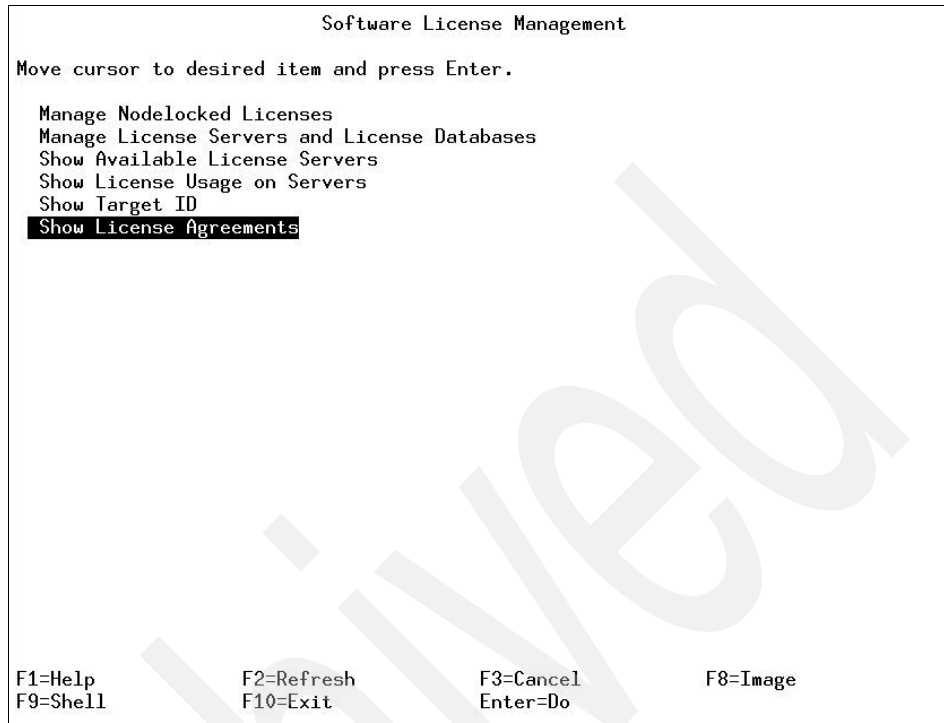 Software License Management
Move cursor to desired item and press Enter.
Manage Nodelocked Licenses
Manage License Servers and License Databases
Show Available License Servers
Show License Usage on Servers
Show Target ID
Show License Agreements
hived
F1=Help F2=Refresh F3=Cancel F8=Image
F9=Shell F10=Exit Enter=Do